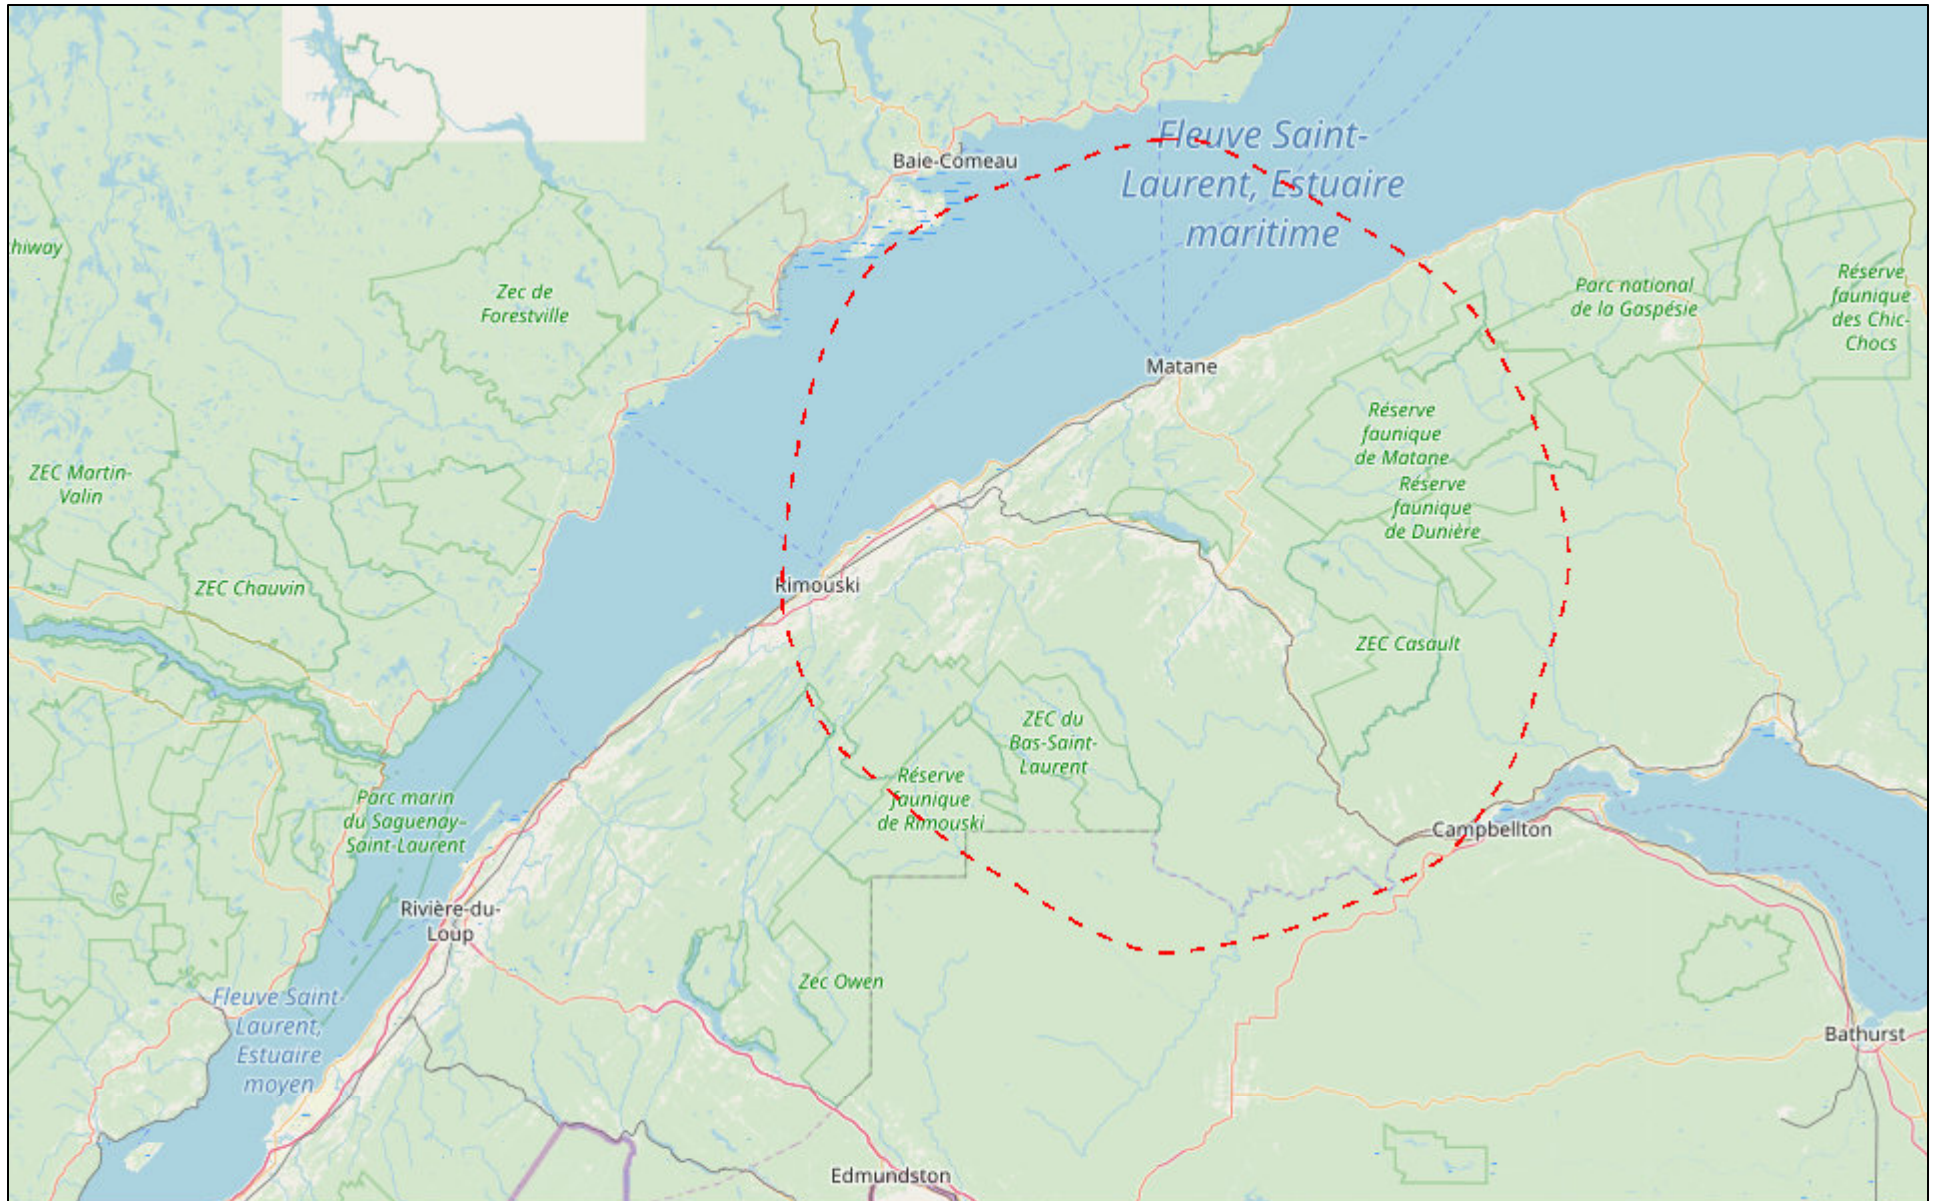 Fleuve Saint-
Laurent, Estuaire
maritime
Baie-Comeau
hiway
Zec de
Forestville
Parc national
de la Gaspésie
Réserve
faunique
des Chic-
Chocs
Matane
Réserve
faunique
de Matane
Réserve
faunique
de Dunière
ZEC Martin-
Valin
ZEC Chauvin
Rimouski
ZEC Casault
ZEC du
Bas-Saint-
Laurent
Réserve
faunique
de Rimouski
Parc marin
du Saguenay–
Saint-Laurent
Campbellton
Rivière-du-
Loup
Zec Owen
Fleuve Saint-
Laurent,
Estuaire
moyen
Bathurst
Edmundston